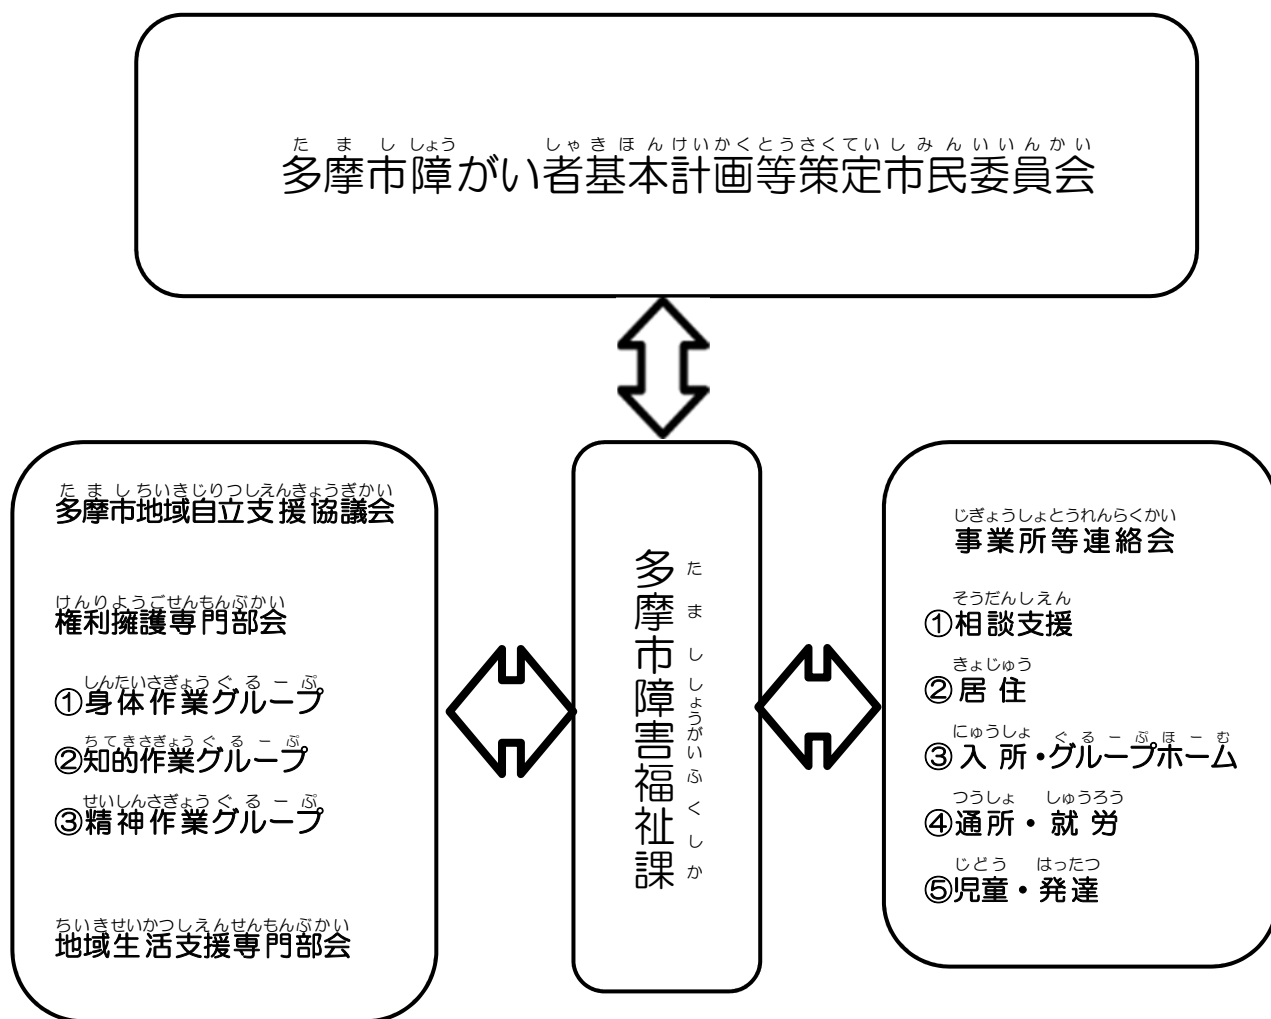 たましし​ょう しゃきほんけいかくとうさくていしみんいいんかい
多摩市障がい者基本計画等策定市民委員会
たましちいきじりつしえんきょうぎかい
多摩市地域自立支援協議会
けんりようごせんもんぶかい
権利擁護専門部会
しんたいさぎょうぐるーぷ
①身体作業グループ
ちてきさぎょうぐるーぷ
②知的作業グループ
せいしんさぎょうぐるーぷ
③精神作業グループ
ちいきせいかつしえんせんもんぶかい
地域生活支援専門部会
たまししょうがいふくしか
多摩市障害福祉課
じぎょうしょとうれんらくかい
事業所等連絡会
そうだんしえん
①相談支援
きょじゅう
②居住
にゅうしょ ぐるーぷほーむ
③入所・グループホーム
つうしょ しゅうろう
④通所・就労
じどう はったつ
⑤児童・発達